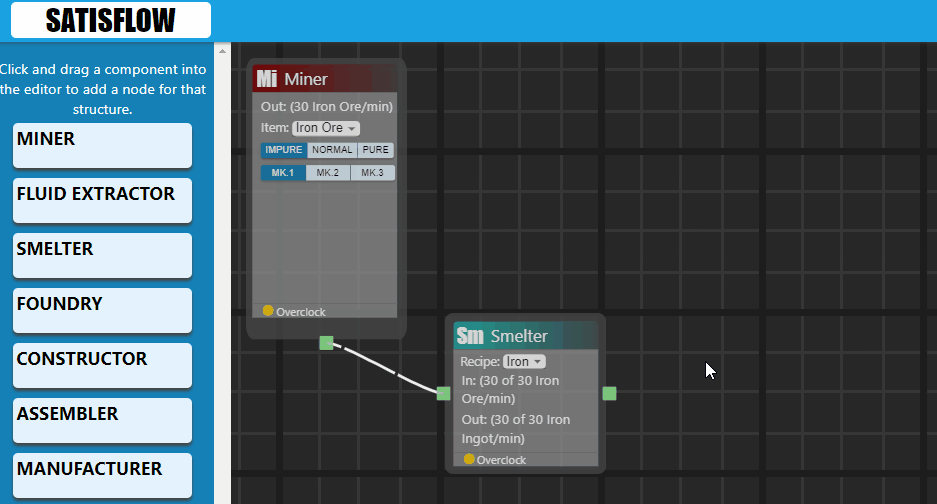 SATISFLOW
Click and drag a component into
the editor to add a node for that
structure.
MINER
FLUID EXTRACTOR
SMELTER
FOUNDRY
CONSTRUCTOR
ASSEMBLER
MANUFACTURER
Mi Miner
Out: (30 Iron Ore/min)
Item: Iron Ore
IMPURE NORMAL PURE
MK.1 MK.2 MK.3
Overclock
Sm Smelter
Recipe: Iron
In: (30 of 30 Iron
Ore/min)
Out: (30 of 30 Iron
Ingot/min)
Overclock